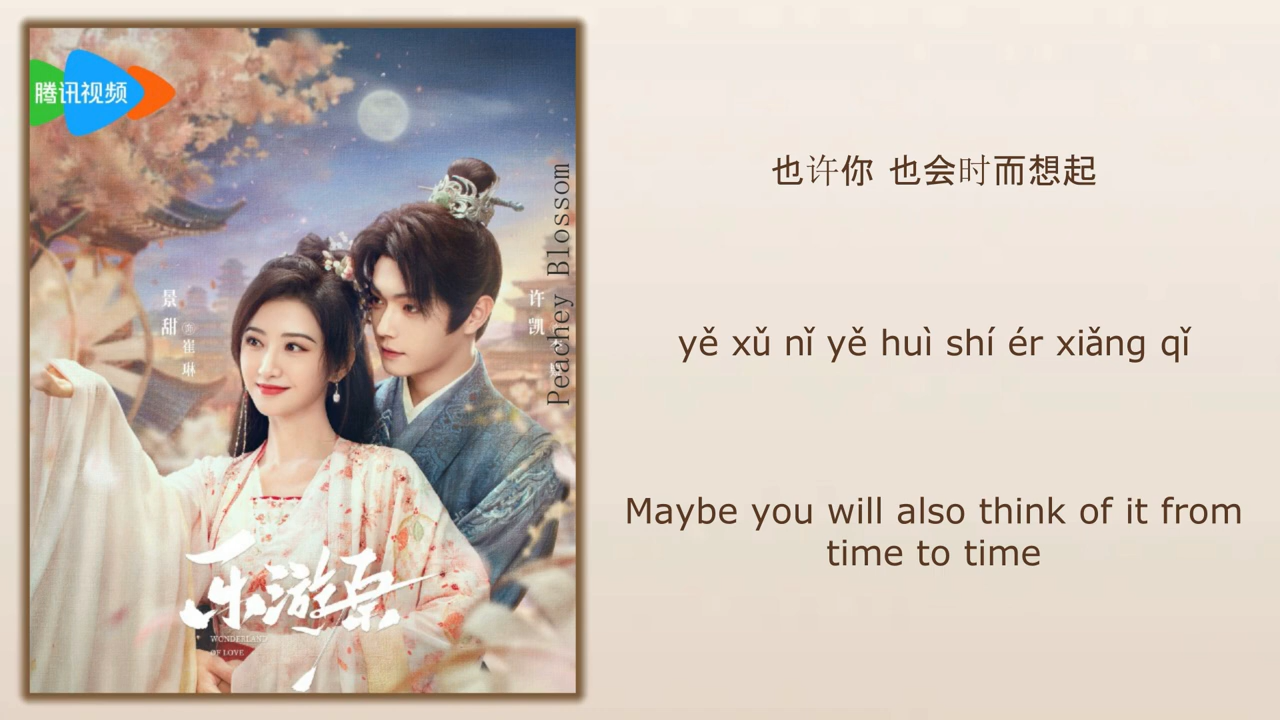 腾讯视频
景甜
崔琳
许凯
Peachey Blossom
乐游原
WONDERLAND
OF LOVE
也许你 也会时而想起
yě xǔ nǐ yě huì shí ér xiǎng qǐ
Maybe you will also think of it from
time to time